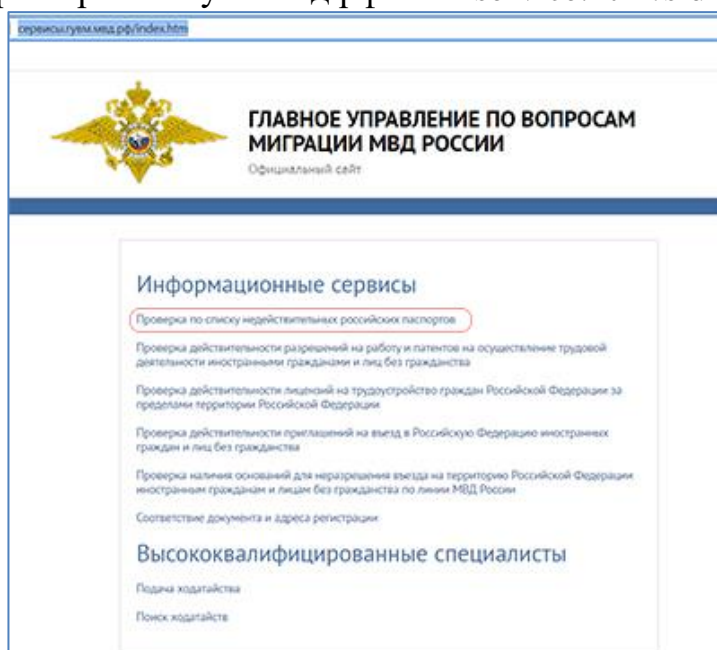 сервисы.гувм.мвд.рф/index.htm
ГЛАВНОЕ УПРАВЛЕНИЕ ПО ВОПРОСАМ
МИГРАЦИИ МВД РОССИИ
Официальный сайт
Информационные сервисы
Проверка по списку недействительных российских паспортов
Проверка действительности разрешений на работу и патентов на осуществление трудовой
деятельности иностранными гражданами и лиц без гражданства
Проверка действительности лицензий на трудоустройство граждан Российской Федерации за
пределами территории Российской Федерации
Проверка действительности приглашений на въезд в Российскую Федерацию иностранных
граждан и лиц без гражданства
Проверка наличия оснований для неразрешения въезда на территорию Российской Федерации
иностранным гражданам и лицам без гражданства по линии МВД России
Соответствие документа и адреса регистрации
Высококвалифицированные специалисты
Подача ходатайства
Поиск ходатайств